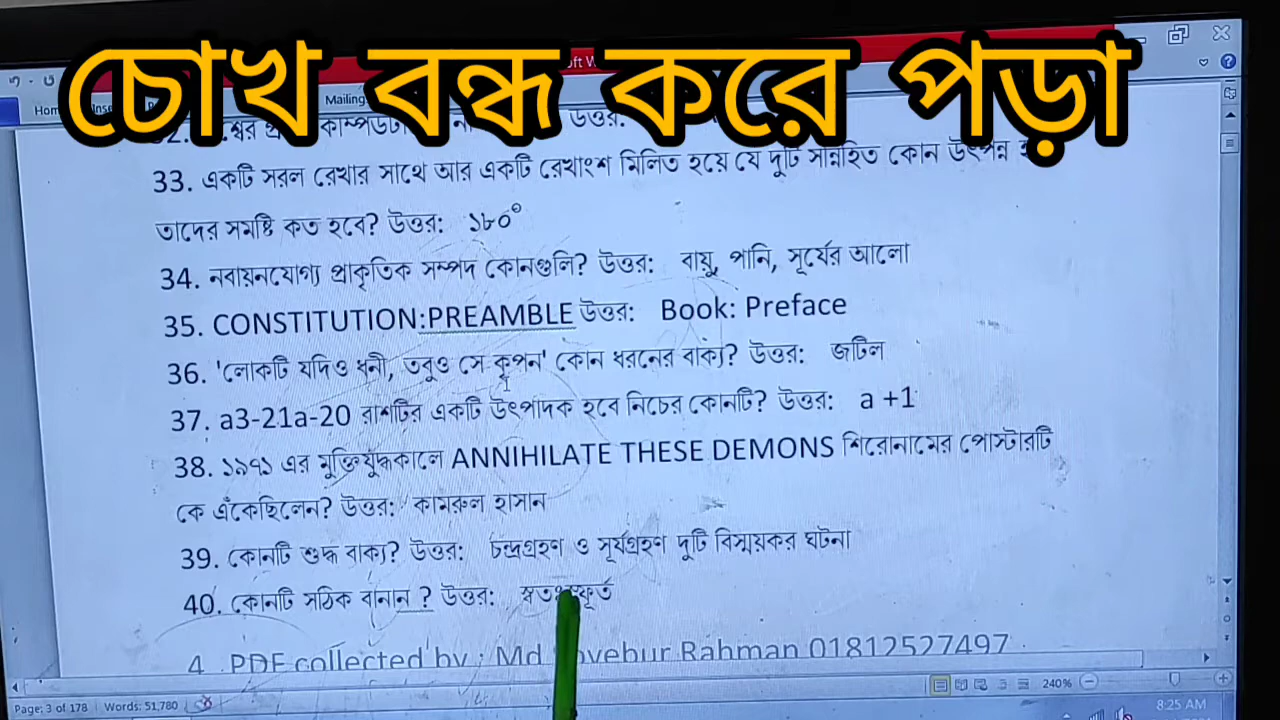 চোখ বন্ধ করে পড়া
Mailing
33. একটি সরল রেখার সাথে আর একটি রেখাংশ মিলিত হয়ে যে দুটি সান্নহিত কোন উৎপন্ন
তাদের সমষ্টি কত হবে? উত্তর: ১৮০°
34. নবায়নযোগ্য প্রাকৃতিক সম্পদ কোনগুলি? উত্তর: বায়ু, পানি, সূর্যের আলো
35. CONSTITUTION:PREAMBLE উত্তর: Book: Preface
36. 'লোকটি যদিও ধনী, তবুও সে কৃপন' কোন ধরনের বাক্য? উত্তর: জটিল
37. a3-21a-20 রাশটির একটি উৎপাদক হবে নিচের কোনটি? উত্তর: a +1
38. ১৯৭১ এর মুক্তিযুদ্ধকালে ANNIHILATE THESE DEMONS শিরোনামের পোস্টারটি
কে এঁকেছিলেন? উত্তর: কামরুল হাসান
39. কোনটি শুদ্ধ বাক্য? উত্তর: চন্দ্রগ্রহণ ও সূর্যগ্রহণ দুটি বিস্ময়কর ঘটনা
40. কোনটি সঠিক বানান ? উত্তর:
4 PDF collected by : Md Rahman 01812527497
Page: 3 of 178 Words: 51,780 240%
8:25 AM